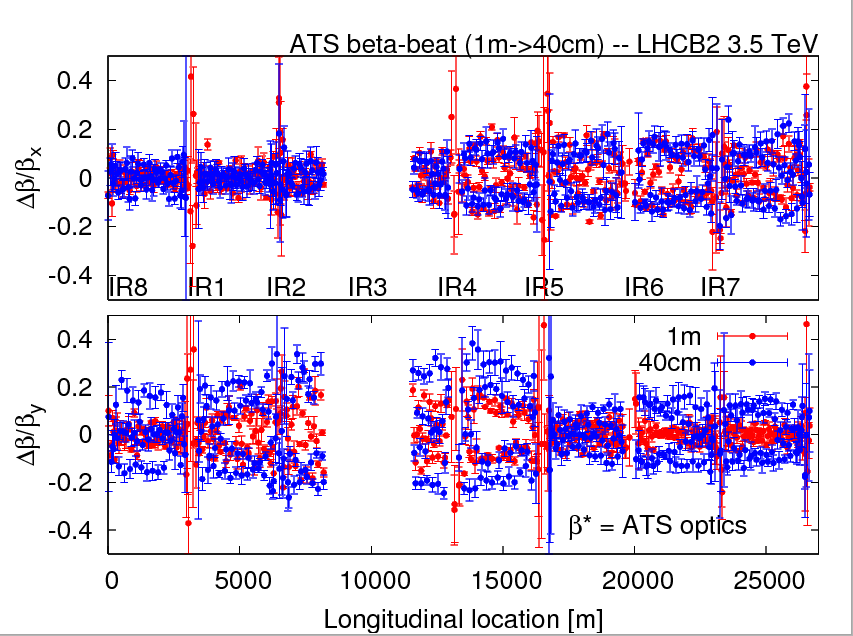 ATS beta-beat (1m->40cm) -- LHCB2 3.5 TeV
0.4
0.2
0
-0.2
-0.4
Δβ/βx
IR8 IR1 IR2 IR3 IR4 IR5 IR6 IR7
0.4
0.2
0
-0.2
-0.4
Δβ/βy
1m
40cm
β* = ATS optics
0 5000 10000 15000 20000 25000
Longitudinal location [m]